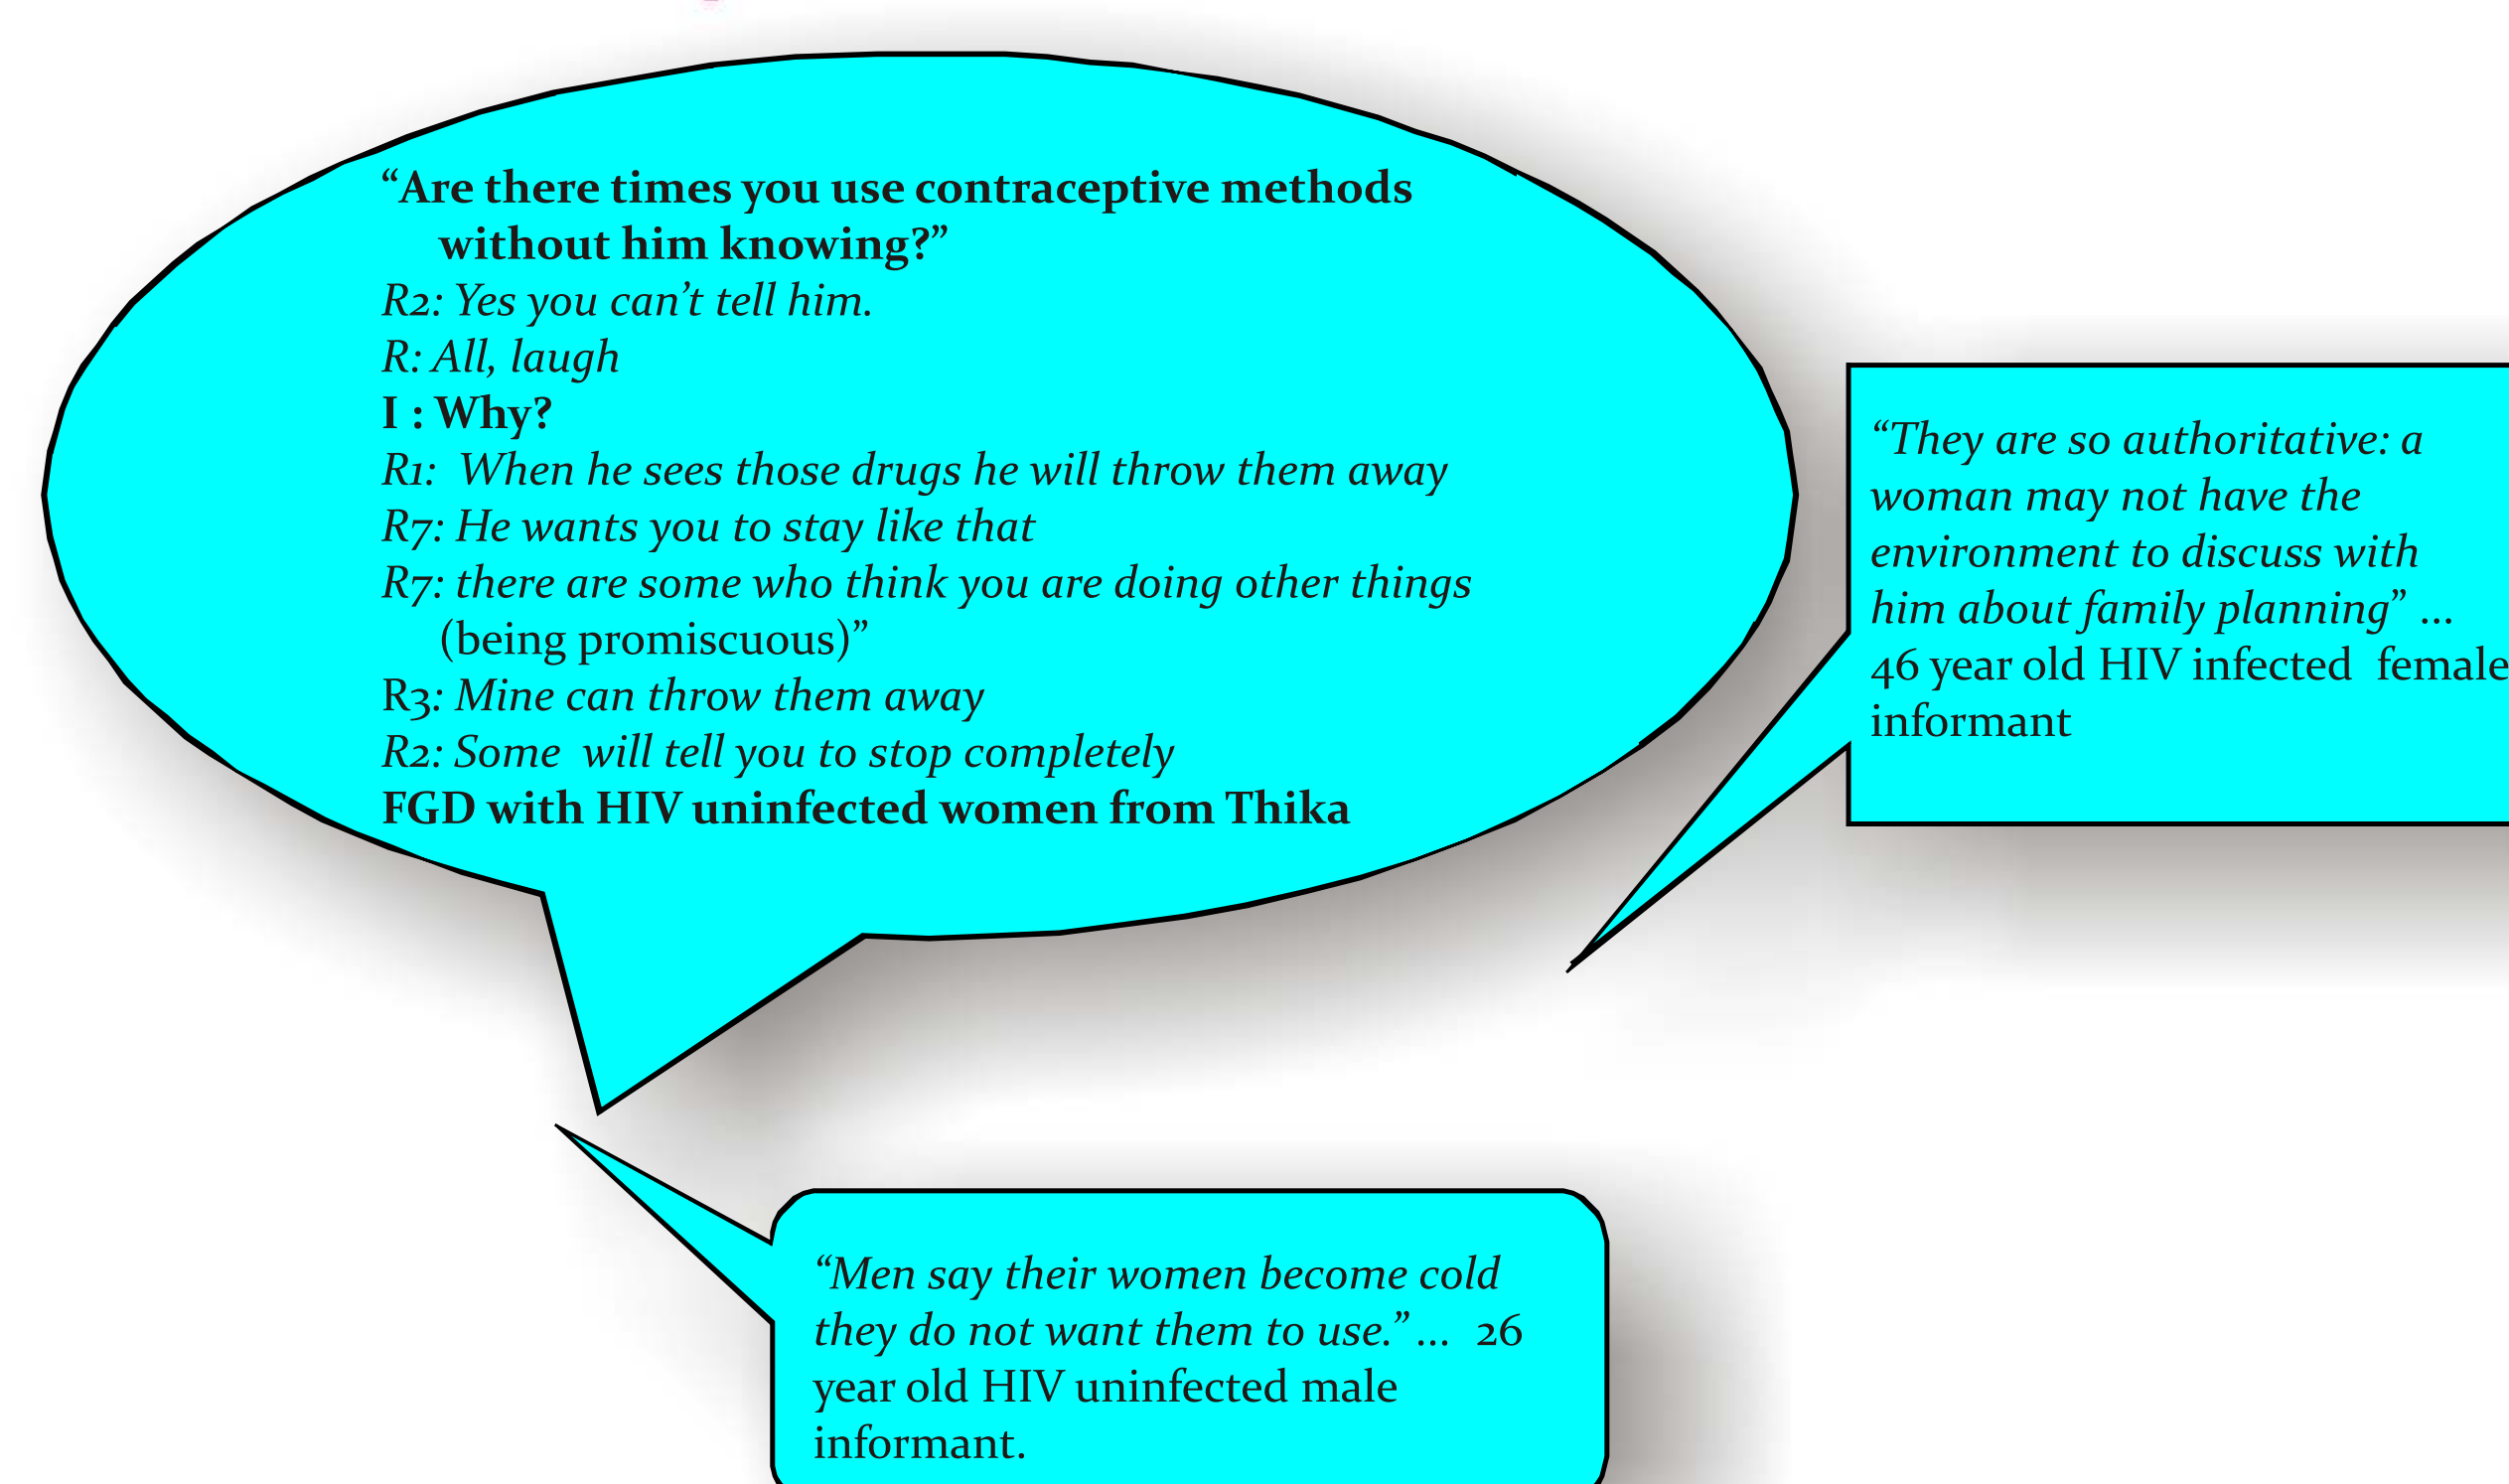 “Are there times you use contraceptive methods
without him knowing?”
R2: Yes you can’t tell him.
R: All, laugh
I : Why?
R1:  When he sees those drugs he will throw them away
R7: He wants you to stay like that
R7: there are some who think you are doing other things
(being promiscuous)”
R3: Mine can throw them away
R2: Some  will tell you to stop completely
FGD with HIV uninfected women from Thika
“They are so authoritative: a
woman may not have the
environment to discuss with
him about family planning” ...
46 year old HIV infected  female
informant
“Men say their women become cold
they do not want them to use.” ...  26
year old HIV uninfected male
informant.